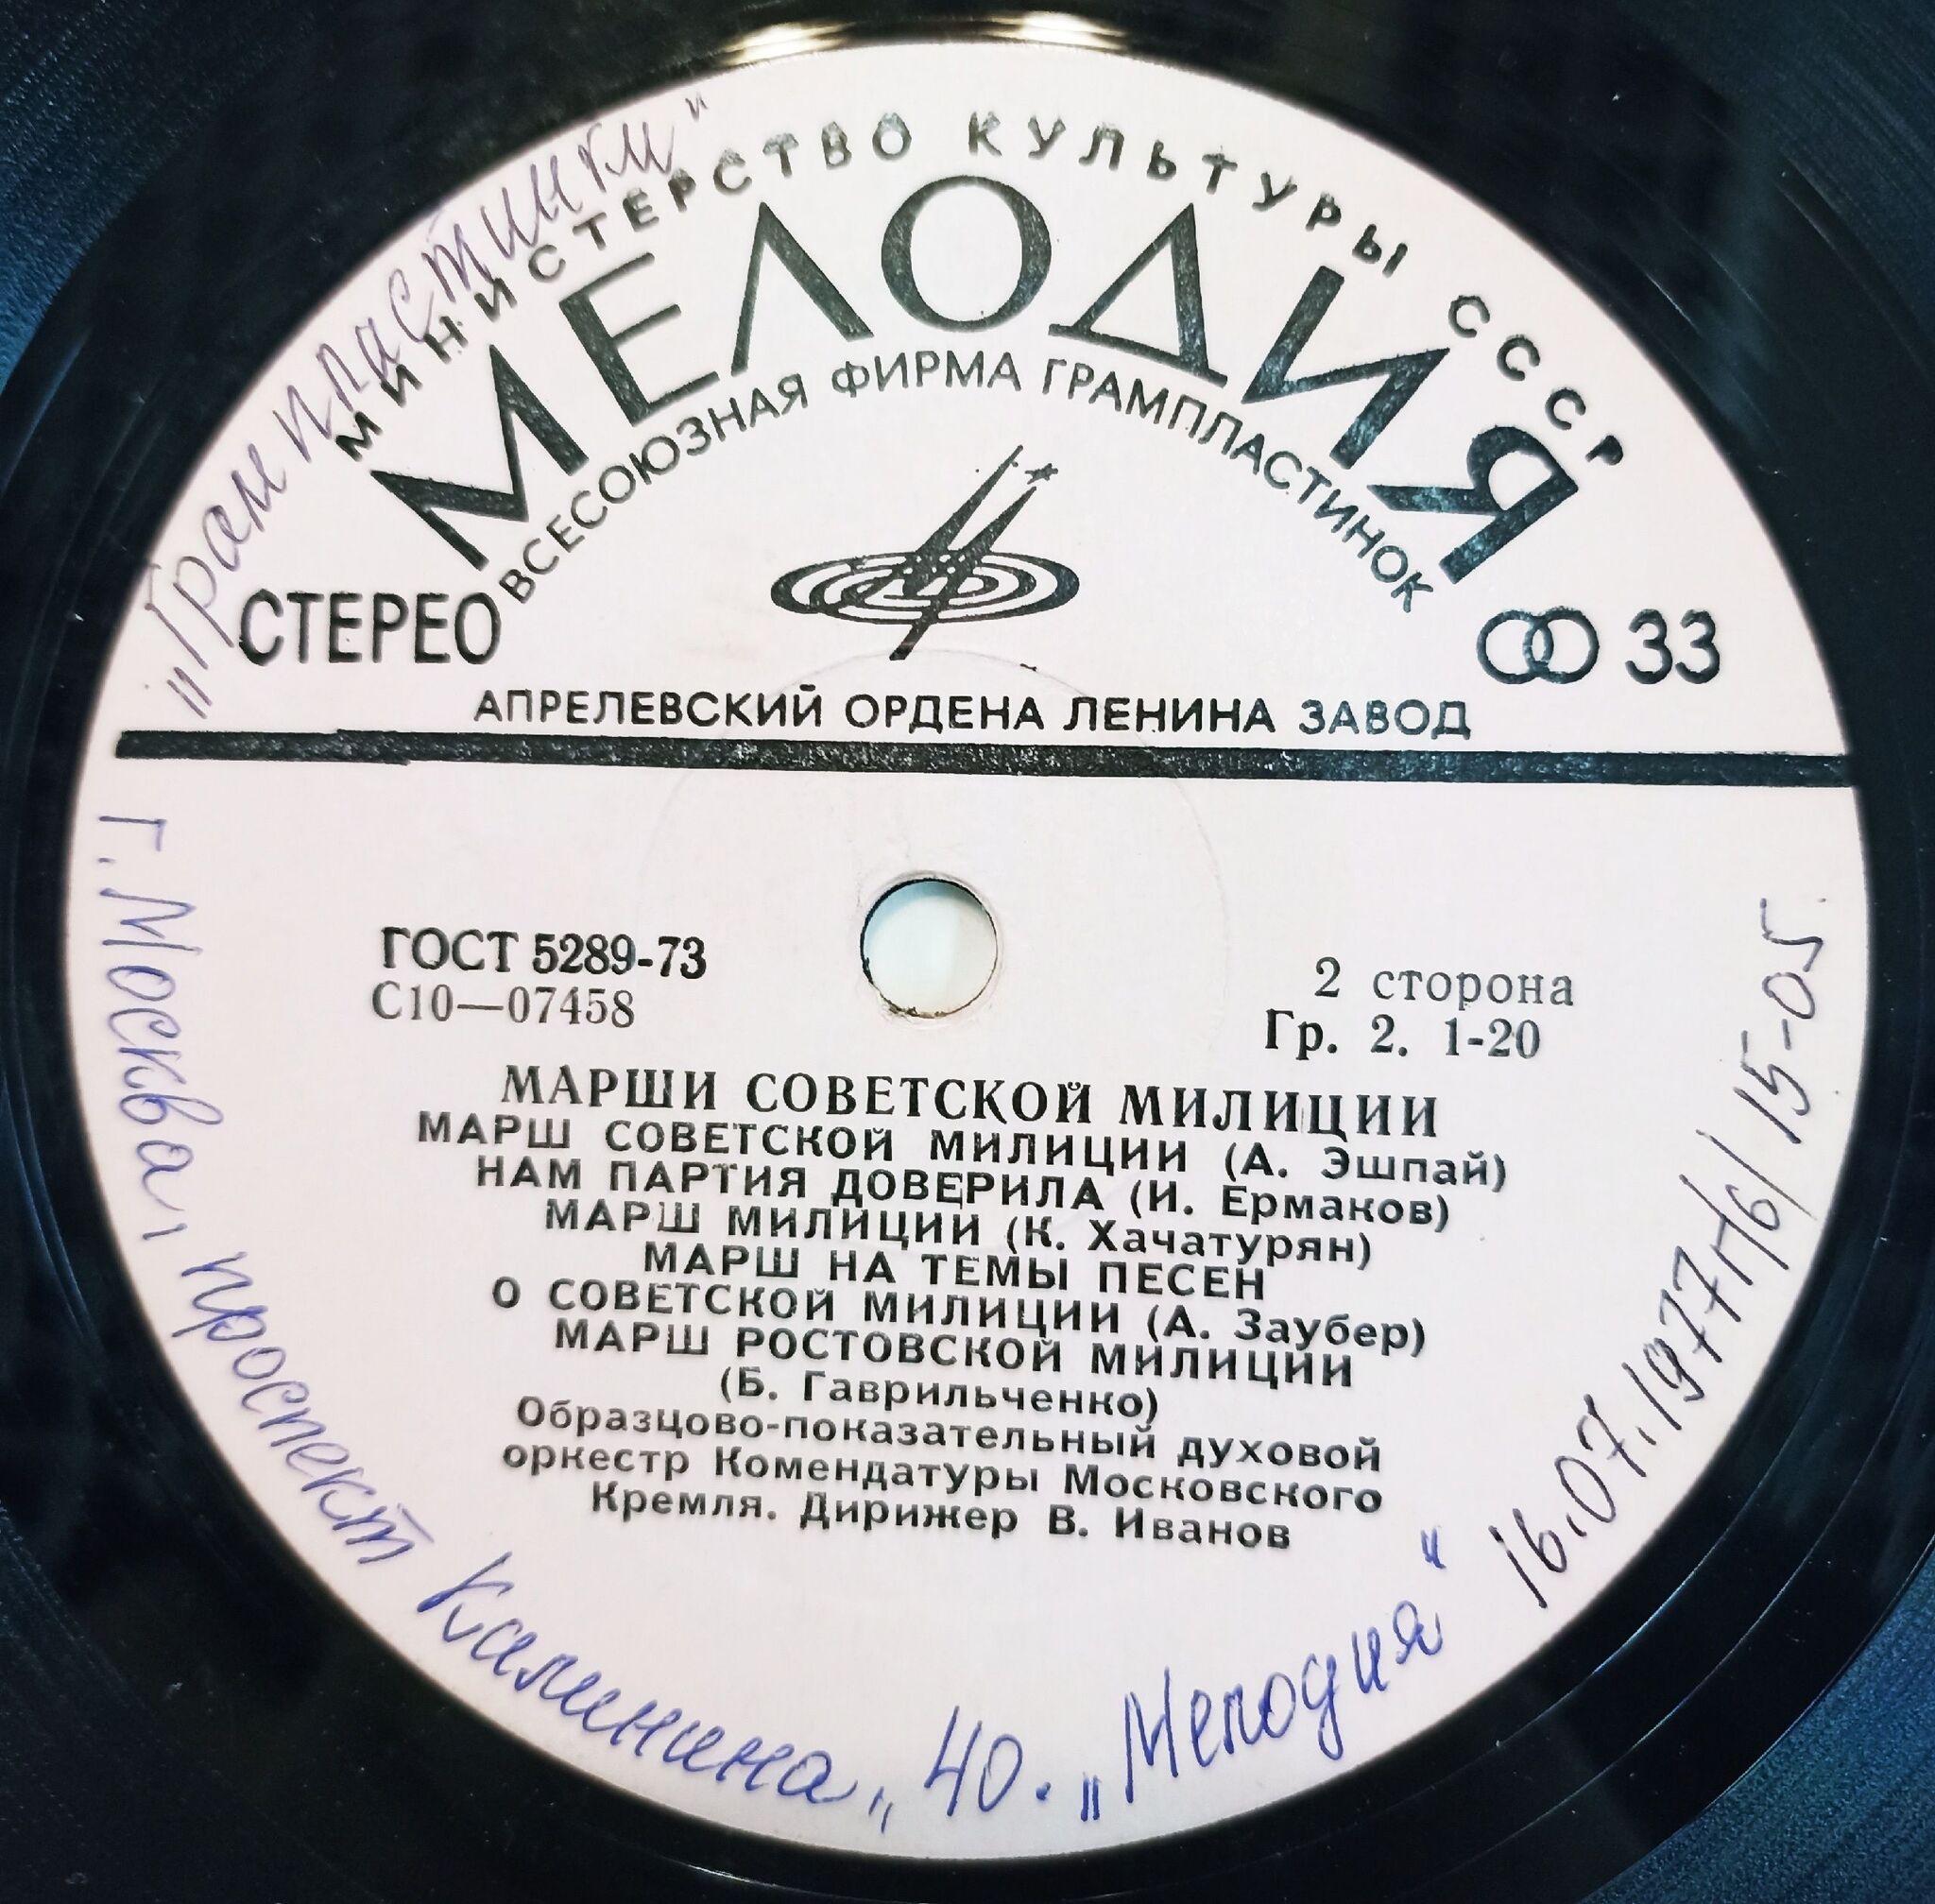 МИНИСТЕРСТВО КУЛЬТУРЫ СССР
МЕЛОДИЯ
ВСЕСОЮЗНАЯ ФИРМА ГРАМПЛАСТИНОК
СТЕРЕО
33
АПРЕЛЕВСКИЙ ОРДЕНА ЛЕНИНА ЗАВОД
ГОСТ 5289-73
С10—07458
2 сторона
Гр. 2. 1-20
МАРШИ СОВЕТСКОЙ МИЛИЦИИ
МАРШ СОВЕТСКОЙ МИЛИЦИИ (А. Эшпай)
НАМ ПАРТИЯ ДОВЕРИЛА (И. Ермаков)
МАРШ МИЛИЦИИ (К. Хачатурян)
МАРШ НА ТЕМЫ ПЕСЕН
О СОВЕТСКОЙ МИЛИЦИИ (А. Заубер)
МАРШ РОСТОВСКОЙ МИЛИЦИИ
(Б. Гаврильченко)
Образцово-показательный духовой
оркестр Комендатуры Московского
Кремля. Дирижер В. Иванов
„Грампластинки"
г. Москва, проспект Калинина„ 40. „Мелодия"
16.07.1977г/6/15-05.